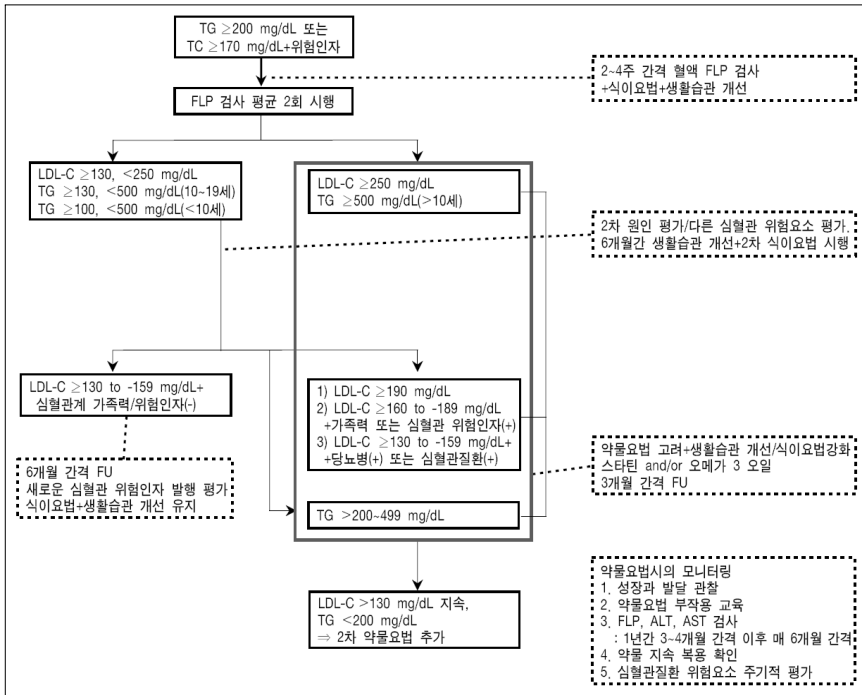 TG ≥200 mg/dL 또는
TC ≥170 mg/dL+위험인자
2~4주 간격 혈액 FLP 검사
+식이요법+생활습관 개선
FLP 검사 평균 2회 시행
LDL-C ≥130, <250 mg/dL
TG ≥130, <500 mg/dL(10~19세)
TG ≥100, <500 mg/dL(<10세)
LDL-C ≥250 mg/dL
TG ≥500 mg/dL(>10세)
2차 원인 평가/다른 심혈관 위험요소 평가.
6개월간 생활습관 개선+2차 식이요법 시행
LDL-C ≥130 to -159 mg/dL+
심혈관계 가족력/위험인자(-)
1) LDL-C ≥190 mg/dL
2) LDL-C ≥160 to -189 mg/dL
+가족력 또는 심혈관 위험인자(+)
3) LDL-C ≥130 to -159 mg/dL+
+당뇨병(+) 또는 심혈관질환(+)
6개월 간격 FU
새로운 심혈관 위험인자 발행 평가
식이요법+생활습관 개선 유지
약물요법 고려+생활습관 개선/식이요법강화
스타틴 and/or 오메가 3 오일
3개월 간격 FU
TG >200~499 mg/dL
LDL-C >130 mg/dL 지속,
TG <200 mg/dL
⇒ 2차 약물요법 추가
약물요법시의 모니터링
1. 성장과 발달 관찰
2. 약물요법 부작용 교육
3. FLP, ALT, AST 검사
: 1년간 3~4개월 간격 이후 매 6개월 간격
4. 약물 지속 복용 확인
5. 심혈관질환 위험요소 주기적 평가